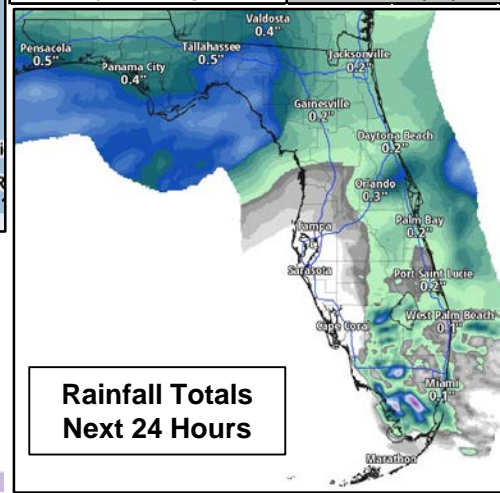 Valdosta
0.4"
Pensacola
0.5"
Tallahassee
0.5"
Jacksonville
0.2"
Panama City
0.4"
Gainesville
0.2"
Daytona Beach
0.2"
Orlando
0.3"
Tampa
Palm Bay
0.2"
Sarasota
Port Saint Lucie
0.2"
West Palm Beach
0.1"
Cape Coral
Miami
0.1"
Marathon
Rainfall Totals
Next 24 Hours